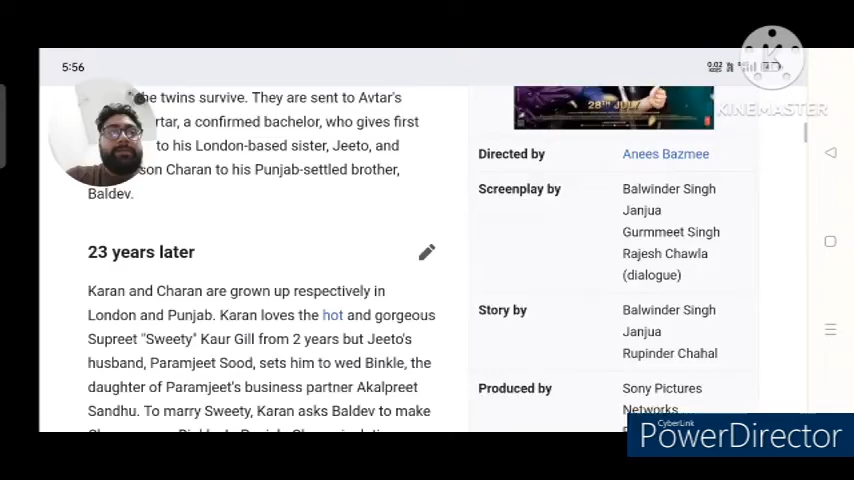 5:56
KINEMASTER
he twins survive. They are sent to Avtar's
rtar, a confirmed bachelor, who gives first
to his London-based sister, Jeeto, and
son Charan to his Punjab-settled brother,
Baldev.
23 years later
Karan and Charan are grown up respectively in
London and Punjab. Karan loves the hot and gorgeous
Supreet "Sweety" Kaur Gill from 2 years but Jeeto's
husband, Paramjeet Sood, sets him to wed Binkle, the
daughter of Paramjeet's business partner Akalpreet
Sandhu. To marry Sweety, Karan asks Baldev to make
28TH JULY
Directed by Anees Bazmee
Screenplay by Balwinder Singh
Janjua
Gurmmeet Singh
Rajesh Chawla
(dialogue)
Story by Balwinder Singh
Janjua
Rupinder Chahal
Produced by Sony Pictures
Networks
CyberLink
PowerDirector